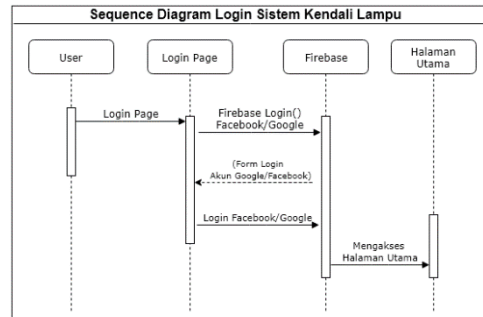 Sequence Diagram Login Sistem Kendali Lampu
User
Login Page
Firebase
Halaman
Utama
Login Page
Firebase Login()
Facebook/Google
(Form Login
Akun Google/Facebook)
Login Facebook/Google
Mengakses
Halaman Utama